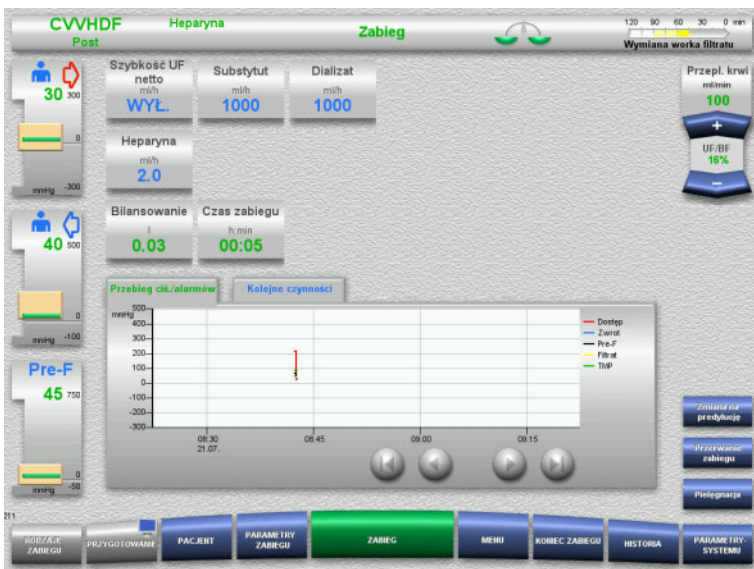 CVVHDF
Heparyna
Post
Zabieg
120 90 60 30 0 min
Wymiana worka filtratu
30
300
0
mmHg -300
Szybkość UF netto
ml/h
WYŁ.
Substytut
ml/h
1000
Dializat
ml/h
1000
Przepł. krwi
ml/min
100
+
UF/BF
16%
−
Heparyna
ml/h
2.0
40
500
0
mmHg -100
Bilansowanie
l
0.03
Czas zabiegu
h:min
00:05
Przebieg ciś./alarmów
Kolejne czynności
mmHg
500
400
300
200
100
0
-100
-200
-300
08:30
08:45
09:00
09:15
21.07.
Dostęp
Zwrot
Pre-F
Filtrat
TMP
Pre-F
45
750
0
mmHg -50
Zmiana na predylucję
Przerwanie zabiegu
Pielęgnacja
211
RODZAJE ZABIEGU
PRZYGOTOWANIE
PACJENT
PARAMETRY ZABIEGU
ZABIEG
MENU
KONIEC ZABIEGU
HISTORIA
PARAMETRY-SYSTEMU